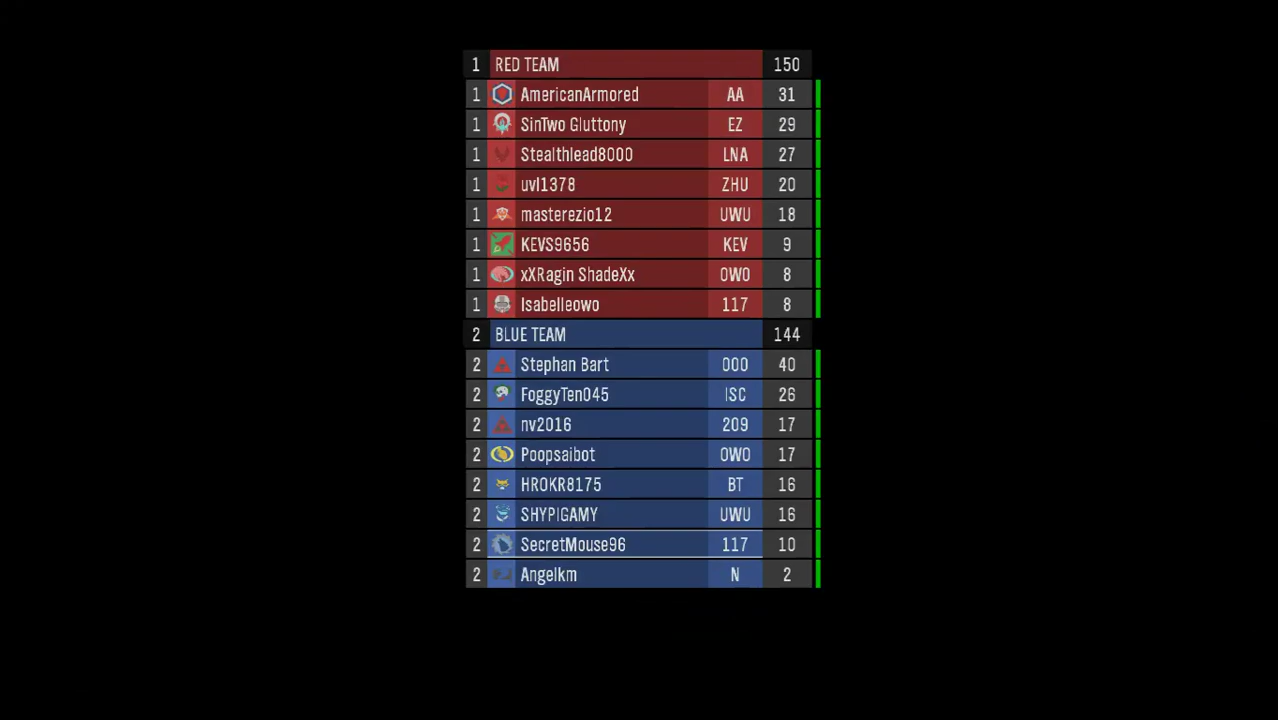 1 RED TEAM 150
1 AmericanArmored AA 31
1 SinTwo Gluttony EZ 29
1 Stealthlead8000 LNA 27
1 uvl1378 ZHU 20
1 masterezio12 UWU 18
1 KEVS9656 KEV 9
1 xXRagin ShadeXx OWO 8
1 Isabelleowo 117 8
2 BLUE TEAM 144
2 Stephan Bart 000 40
2 FoggyTen045 ISC 26
2 nv2016 209 17
2 Poopsaibot OWO 17
2 HROKR8175 BT 16
2 SHYPIGAMY UWU 16
2 SecretMouse96 117 10
2 Angelkm N 2